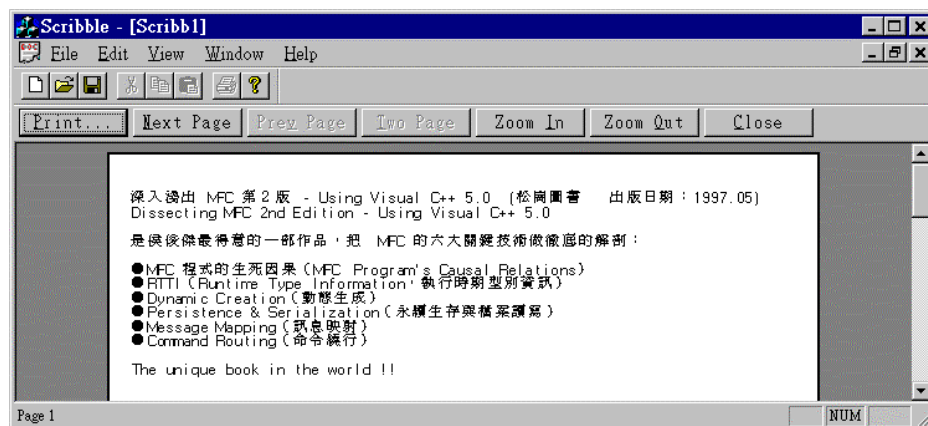 Scribble - [Scribb1]
File Edit View Window Help
Print... Next Page Prev Page Two Page Zoom In Zoom Out Close
深入淺出 MFC 第2版 - Using Visual C++ 5.0 (松崗圖書 出版日期：1997.05)
Dissecting MFC 2nd Edition - Using Visual C++ 5.0
是侯俊傑最得意的一部作品，把 MFC 的六大關鍵技術做徹底的解剖：
●MFC 程式的生死因果(MFC Program's Causal Relations)
●RTTI(Runtime Type Information，執行時期型別資訊)
●Dynamic Creation(動態生成)
●Persistence & Serialization(永續生存與檔案讀寫)
●Message Mapping(訊息映射)
●Command Routing(命令繞行)
The unique book in the world !!
Page 1 NUM